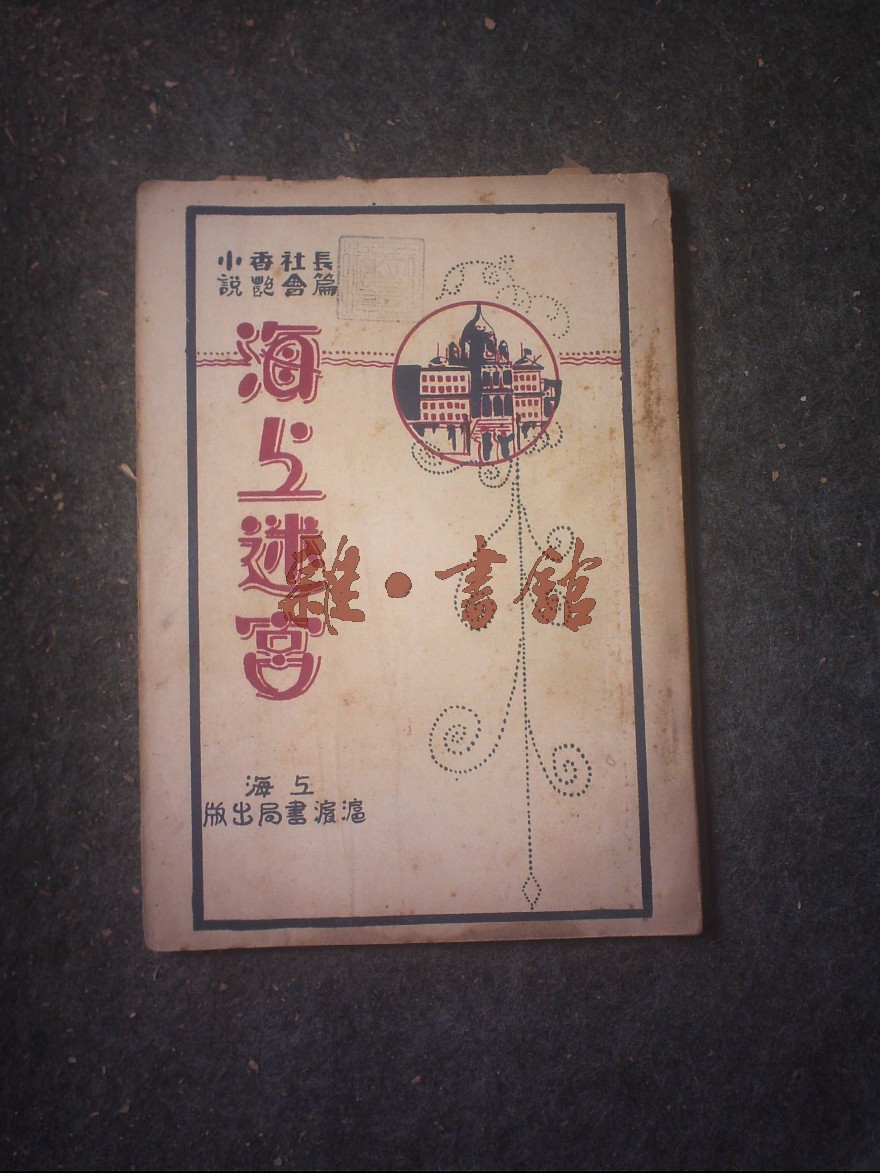 長篇
社會
香艷
小說
海上迷宮
上海
滬濱書局出版
雜·書館